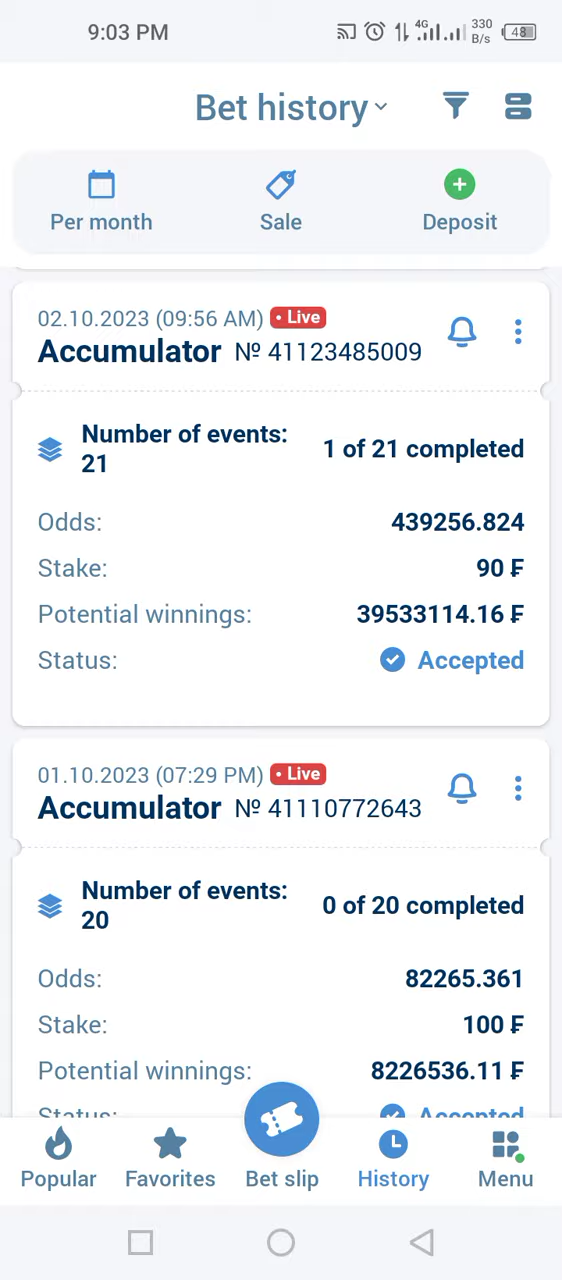 9:03 PM 4G 330 B/s 48
Bet history
Per month Sale Deposit
02.10.2023 (09:56 AM) • Live
Accumulator № 41123485009
Number of events: 21 1 of 21 completed
Odds: 439256.824
Stake: 90 ₣
Potential winnings: 39533114.16 ₣
Status: Accepted
01.10.2023 (07:29 PM) • Live
Accumulator № 41110772643
Number of events: 20 0 of 20 completed
Odds: 82265.361
Stake: 100 ₣
Potential winnings: 8226536.11 ₣
Status: Accepted
Popular Favorites Bet slip History Menu